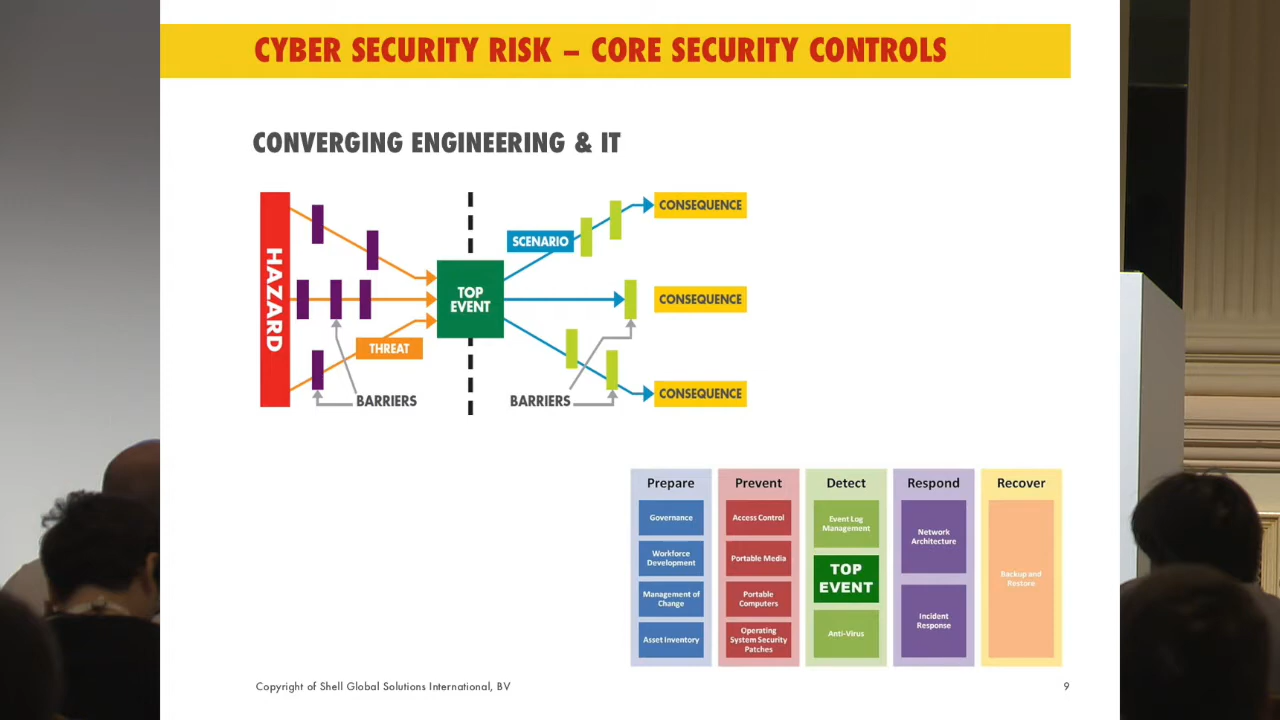 CYBER SECURITY RISK – CORE SECURITY CONTROLS
CONVERGING ENGINEERING & IT
HAZARD
THREAT
BARRIERS
TOP
EVENT
SCENARIO
BARRIERS
CONSEQUENCE
CONSEQUENCE
CONSEQUENCE
Prepare
Governance
Workforce
Development
Management of
Change
Asset Inventory
Prevent
Access Control
Portable Media
Portable
Computers
Operating
System Security
Patches
Detect
Event Log
Management
TOP
EVENT
Anti-Virus
Respond
Network
Architecture
Incident
Response
Recover
Backup and
Restore
Copyright of Shell Global Solutions International, BV
9